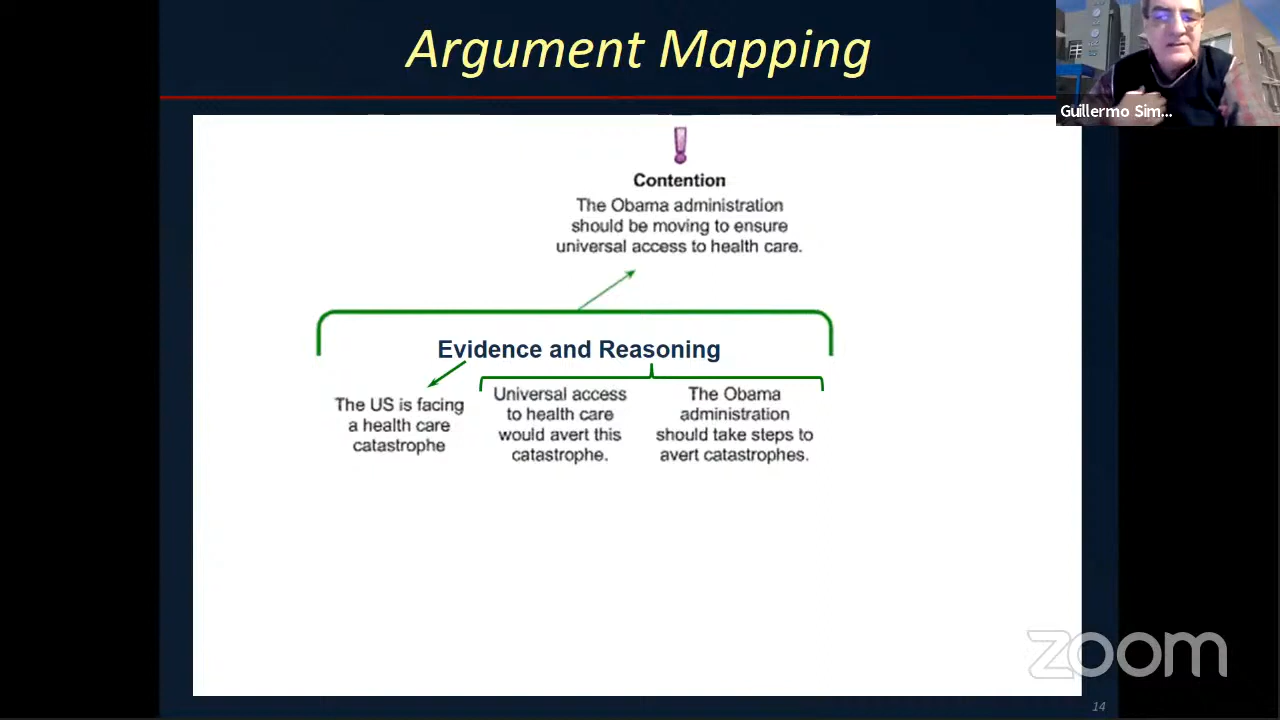 Argument Mapping
Guillermo Sim...
Contention
The Obama administration
should be moving to ensure
universal access to health care.
Evidence and Reasoning
The US is facing
a health care
catastrophe
Universal access
to health care
would avert this
catastrophe.
The Obama
administration
should take steps to
avert catastrophes.
zoom
14